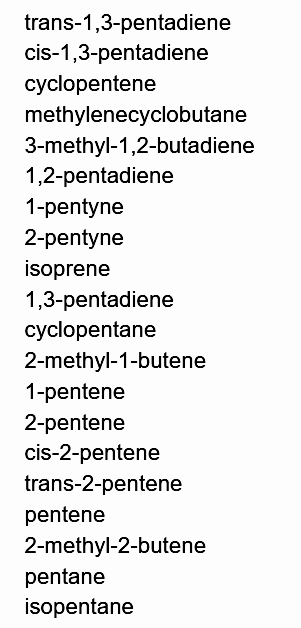 trans-1,3-pentadiene
cis-1,3-pentadiene
cyclopentene
methylenecyclobutane
3-methyl-1,2-butadiene
1,2-pentadiene
1-pentyne
2-pentyne
isoprene
1,3-pentadiene
cyclopentane
2-methyl-1-butene
1-pentene
2-pentene
cis-2-pentene
trans-2-pentene
pentene
2-methyl-2-butene
pentane
isopentane